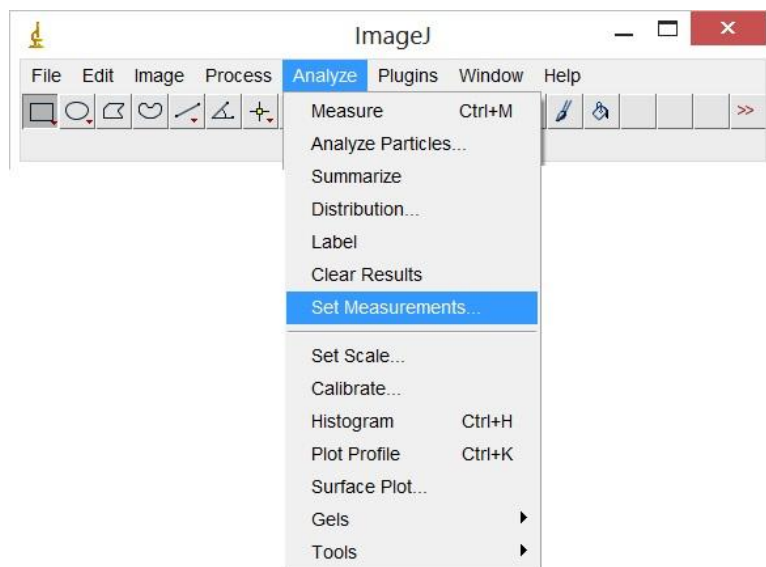 ImageJ
File Edit Image Process Analyze Plugins Window Help
>>
Measure Ctrl+M
Analyze Particles...
Summarize
Distribution...
Label
Clear Results
Set Measurements...
Set Scale...
Calibrate...
Histogram Ctrl+H
Plot Profile Ctrl+K
Surface Plot...
Gels
Tools